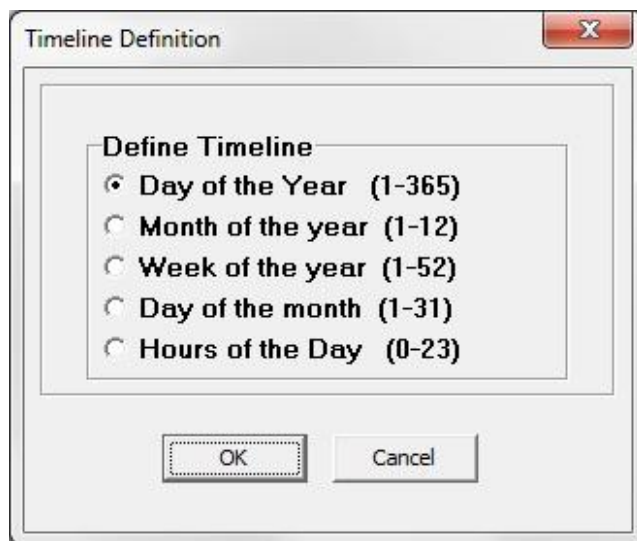 Timeline Definition
Define Timeline
Day of the Year (1-365)
Month of the year (1-12)
Week of the year (1-52)
Day of the month (1-31)
Hours of the Day (0-23)
OK
Cancel